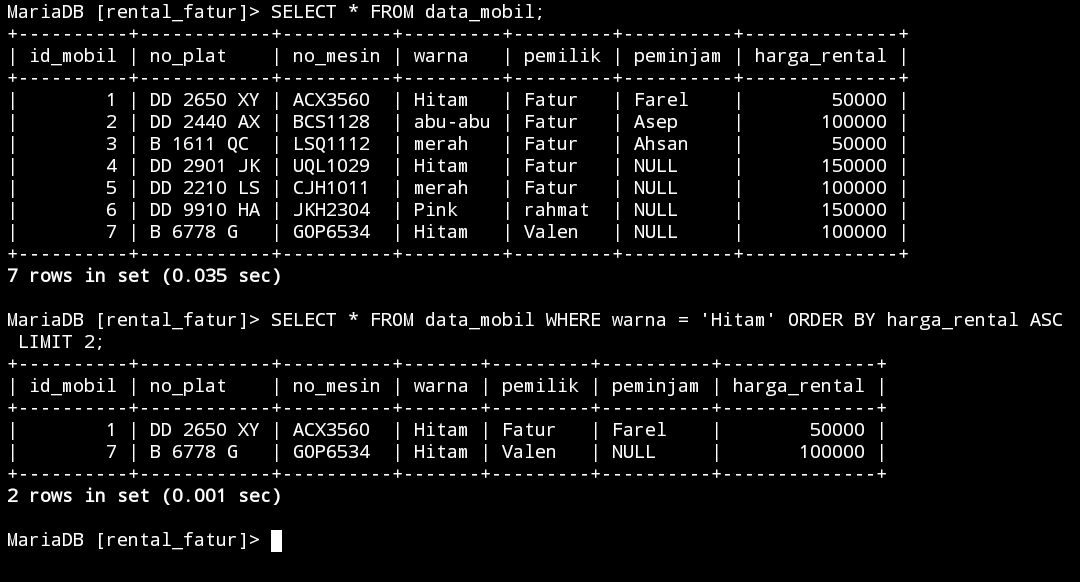 MariaDB [rental_fatur]> SELECT * FROM data_mobil;
+----------+------------+----------+---------+---------+----------+--------------+
| id_mobil | no_plat    | no_mesin | warna   | pemilik | peminjam | harga_rental |
+----------+------------+----------+---------+---------+----------+--------------+
|        1 | DD 2650 XY | ACX3560  | Hitam   | Fatur   | Farel    |        50000 |
|        2 | DD 2440 AX | BCS1128  | abu-abu | Fatur   | Asep     |       100000 |
|        3 | B 1611 QC  | LSQ1112  | merah   | Fatur   | Ahsan    |        50000 |
|        4 | DD 2901 JK | UQL1029  | Hitam   | Fatur   | NULL     |       150000 |
|        5 | DD 2210 LS | CJH1011  | merah   | Fatur   | NULL     |       100000 |
|        6 | DD 9910 HA | JKH2304  | Pink    | rahmat  | NULL     |       150000 |
|        7 | B 6778 G   | GOP6534  | Hitam   | Valen   | NULL     |       100000 |
+----------+------------+----------+---------+---------+----------+--------------+
7 rows in set (0.035 sec)
MariaDB [rental_fatur]> SELECT * FROM data_mobil WHERE warna = 'Hitam' ORDER BY harga_rental ASC
 LIMIT 2;
+----------+------------+----------+-------+---------+----------+--------------+
| id_mobil | no_plat    | no_mesin | warna | pemilik | peminjam | harga_rental |
+----------+------------+----------+-------+---------+----------+--------------+
|        1 | DD 2650 XY | ACX3560  | Hitam | Fatur   | Farel    |        50000 |
|        7 | B 6778 G   | GOP6534  | Hitam | Valen   | NULL     |       100000 |
+----------+------------+----------+-------+---------+----------+--------------+
2 rows in set (0.001 sec)
MariaDB [rental_fatur]>